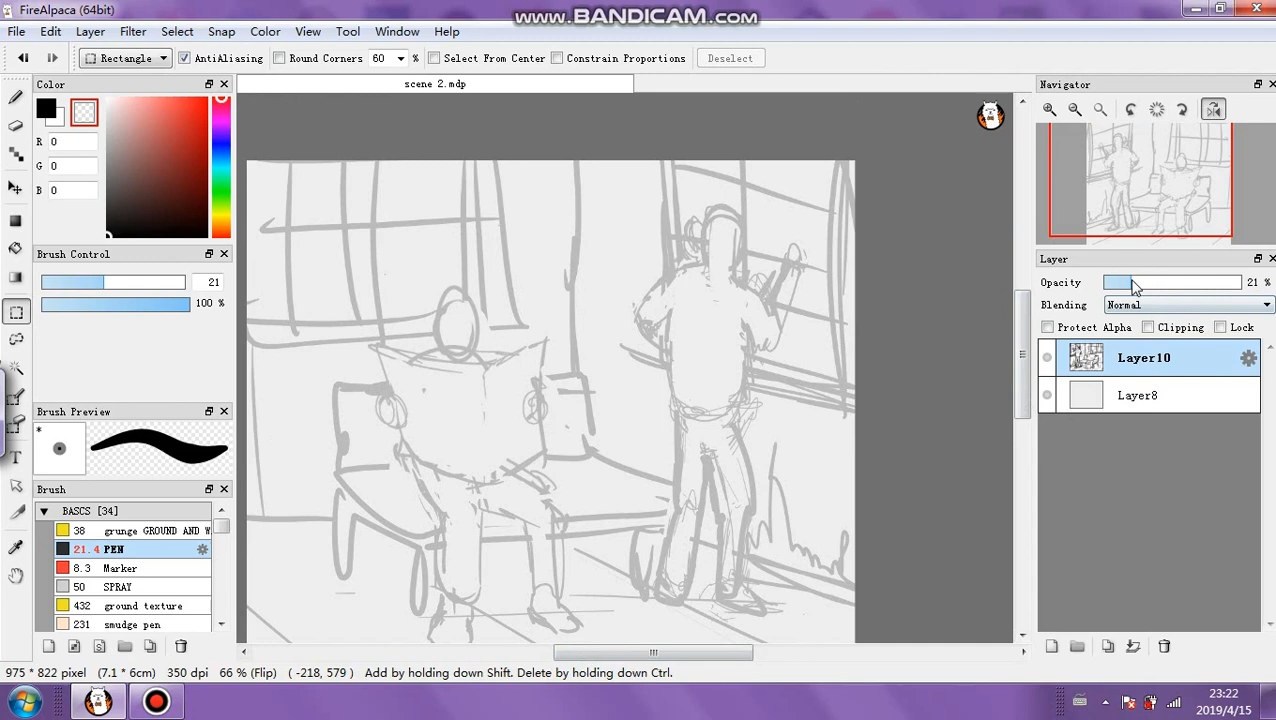 FireAlpaca (64bit)
www.BANDICAM.com
File Edit Layer Filter Select Snap Color View Tool Window Help
Rectangle AntiAliasing Round Corners 60 % Select From Center Constrain Proportions Deselect
Color
scene 2.mdp
Navigator
R 0
G 0
B 0
Brush Control
21
100 %
Layer
Opacity 21 %
Blending Normal
Protect Alpha Clipping Lock
Layer10
Layer8
Brush Preview
*
T
Brush
BASCS [34]
38 grunge GROUND AND W
21.4 PEN
8.3 Marker
50 SPRAY
432 ground texture
231 smudge pen
975 * 822 pixel (7.1 * 6cm) 350 dpi 66 % (Flip) ( -218, 579 ) Add by holding down Shift. Delete by holding down Ctrl.
23:22
2019/4/15